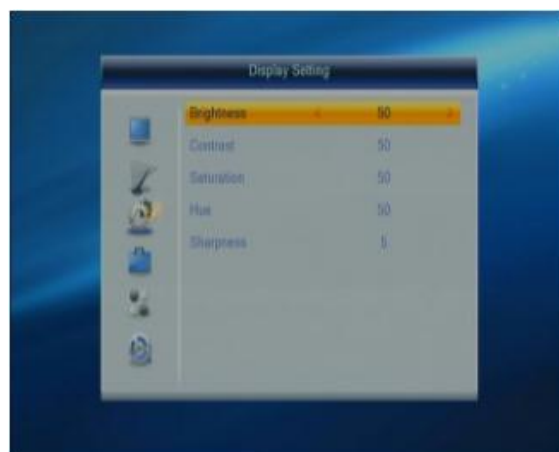 Display Setting
Brightness 50
Contrast 50
Saturation 50
Hue 50
Sharpness 5